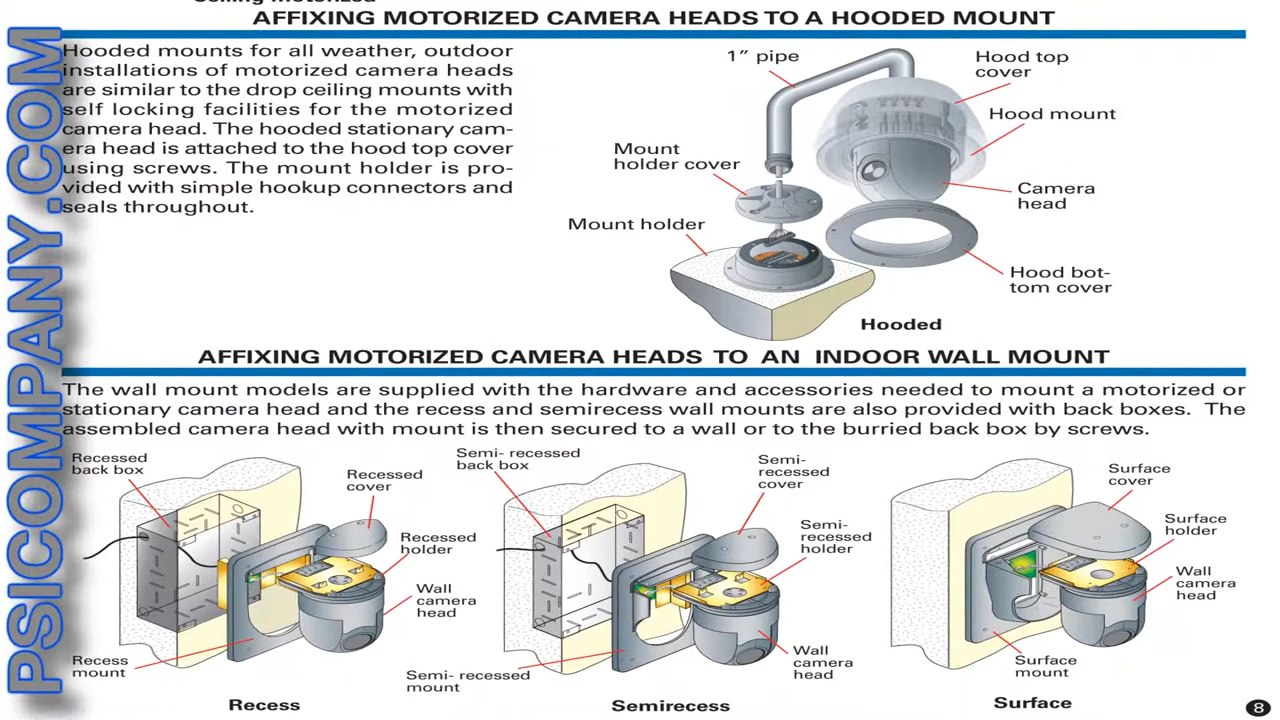 Ceiling Motorized
AFFIXING MOTORIZED CAMERA HEADS TO A HOODED MOUNT
Hooded mounts for all weather, outdoor
installations of motorized camera heads
are similar to the drop ceiling mounts with
self locking facilities for the motorized
camera head. The hooded stationary cam-
era head is attached to the hood top cover
using screws. The mount holder is pro-
vided with simple hookup connectors and
seals throughout.
1” pipe
Hood top
cover
Hood mount
Mount
holder cover
Camera
head
Mount holder
Hood bot-
tom cover
Hooded
AFFIXING MOTORIZED CAMERA HEADS TO AN INDOOR WALL MOUNT
The wall mount models are supplied with the hardware and accessories needed to mount a motorized or
stationary camera head and the recess and semirecess wall mounts are also provided with back boxes. The
assembled camera head with mount is then secured to a wall or to the burried back box by screws.
Recessed
back box
Recessed
cover
Recessed
holder
Wall
camera
head
Recess
mount
Recess
Semi- recessed
back box
Semi-
recessed
cover
Semi-
recessed
holder
Wall
camera
head
Semi- recessed
mount
Semirecess
Surface
cover
Surface
holder
Wall
camera
head
Surface
mount
Surface
8
PSICOMPANY.COM